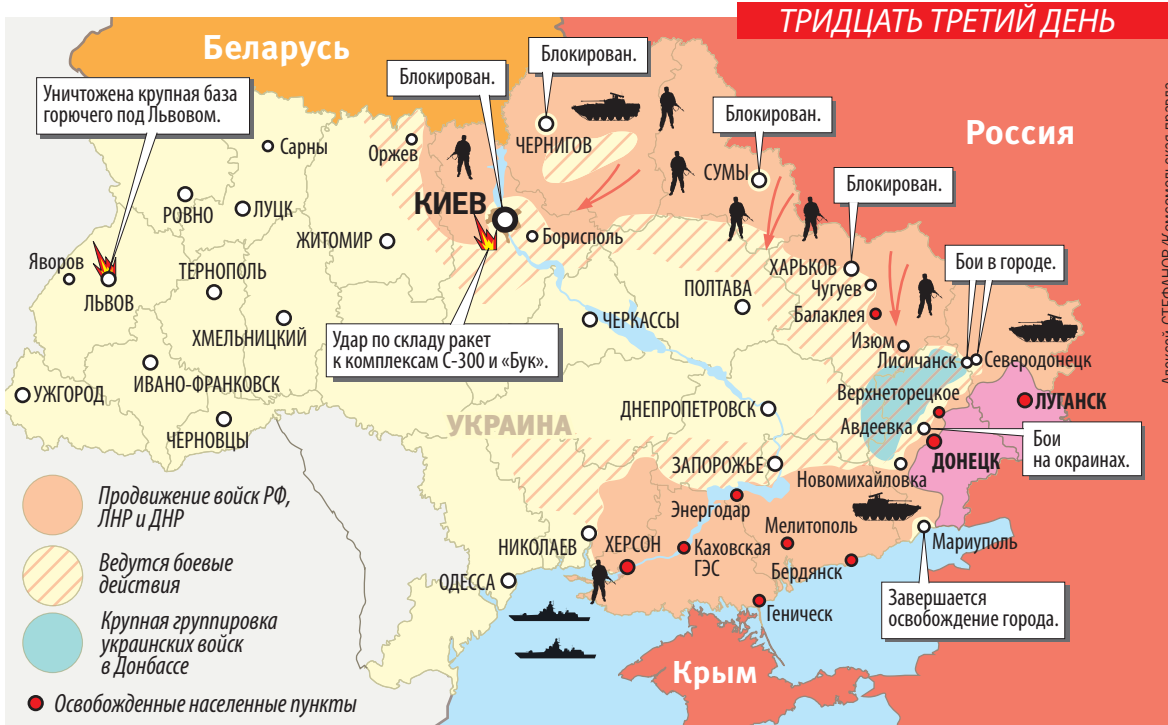 ТРИДЦАТЬ ТРЕТИЙ ДЕНЬ
Беларусь
Россия
Уничтожена крупная база
горючего под Львовом.
Блокирован.
Блокирован.
Блокирован.
Блокирован.
Бои в городе.
Сарны
Оржев
ЧЕРНИГОВ
СУМЫ
РОВНО
ЛУЦК
КИЕВ
Борисполь
ЖИТОМИР
Яворов
ЛЬВОВ
ТЕРНОПОЛЬ
ХМЕЛЬНИЦКИЙ
ПОЛТАВА
ХАРЬКОВ
Чугуев
Балаклея
Изюм
Лисичанск
Северодонецк
ЧЕРКАССЫ
Удар по складу ракет
к комплексам С-300 и «Бук».
УЖГОРОД
ИВАНО-ФРАНКОВСК
ЧЕРНОВЦЫ
УКРАИНА
ДНЕПРОПЕТРОВСК
Верхнеторецкое
Авдеевка
ЛУГАНСК
ДОНЕЦК
Бои
на окраинах.
ЗАПОРОЖЬЕ
Новомихайловка
Энергодар
Мелитополь
Мариуполь
НИКОЛАЕВ
ХЕРСОН
Каховская
ГЭС
Бердянск
ОДЕССА
Геническ
Завершается
освобождение города.
Крым
Продвижение войск РФ,
ЛНР и ДНР
Ведутся боевые
действия
Крупная группировка
украинских войск
в Донбассе
Освобожденные населенные пункты